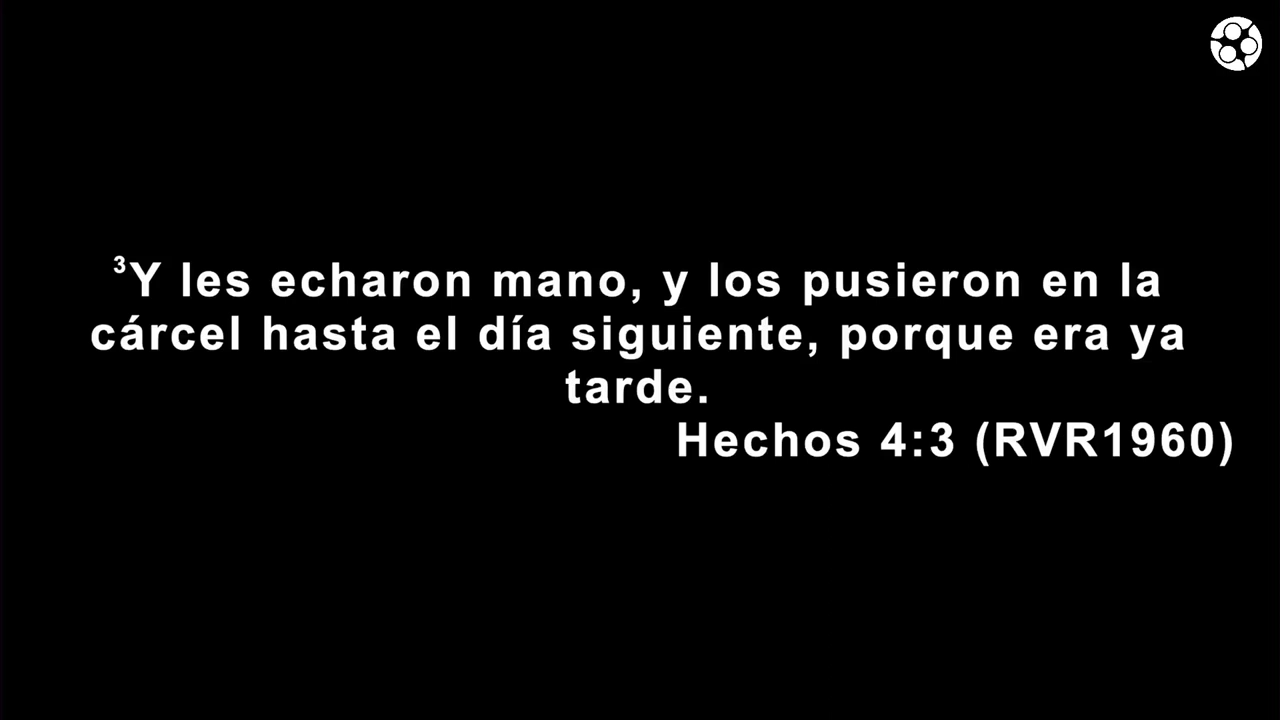 ³Y les echaron mano, y los pusieron en la
cárcel hasta el día siguiente, porque era ya
tarde.
Hechos 4:3 (RVR1960)